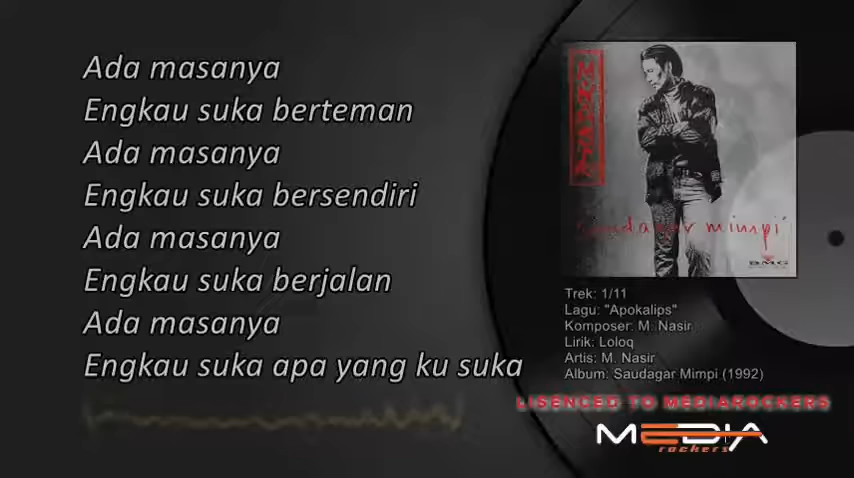 Ada masanya
Engkau suka berteman
Ada masanya
Engkau suka bersendiri
Ada masanya
Engkau suka berjalan
Ada masanya
Engkau suka apa yang ku suka
saudagar mimpi
BMG
Trek: 1/11
Lagu: "Apokalips"
Komposer: M. Nasir
Lirik: Loloq
Artis: M. Nasir
Album: Saudagar Mimpi (1992)
LISENCED TO MEDIAROCKERS
MEDIA
rockers